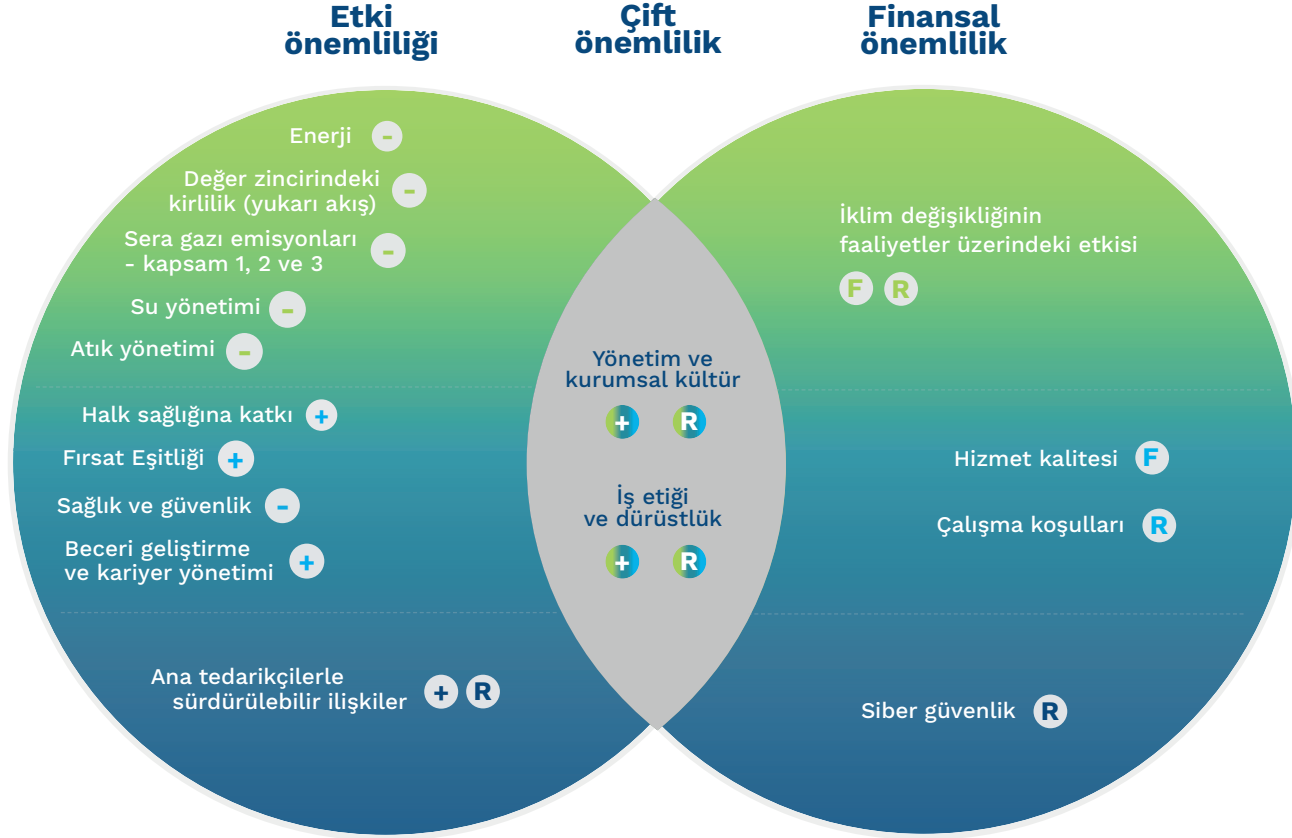 Etki
önemliliği
Çift
önemlilik
Finansal
önemlilik
Enerji -
Değer zincirindeki
kirlilik (yukarı akış) -
Sera gazı emisyonları
- kapsam 1, 2 ve 3 -
Su yönetimi -
Atık yönetimi -
Halk sağlığına katkı +
Fırsat Eşitliği +
Sağlık ve güvenlik -
Beceri geliştirme
ve kariyer yönetimi +
Ana tedarikçilerle
sürdürülebilir ilişkiler + R
Yönetim ve
kurumsal kültür
+ R
İş etiği
ve dürüstlük
+ R
İklim değişikliğinin
faaliyetler üzerindeki etkisi
F R
Hizmet kalitesi F
Çalışma koşulları R
Siber güvenlik R